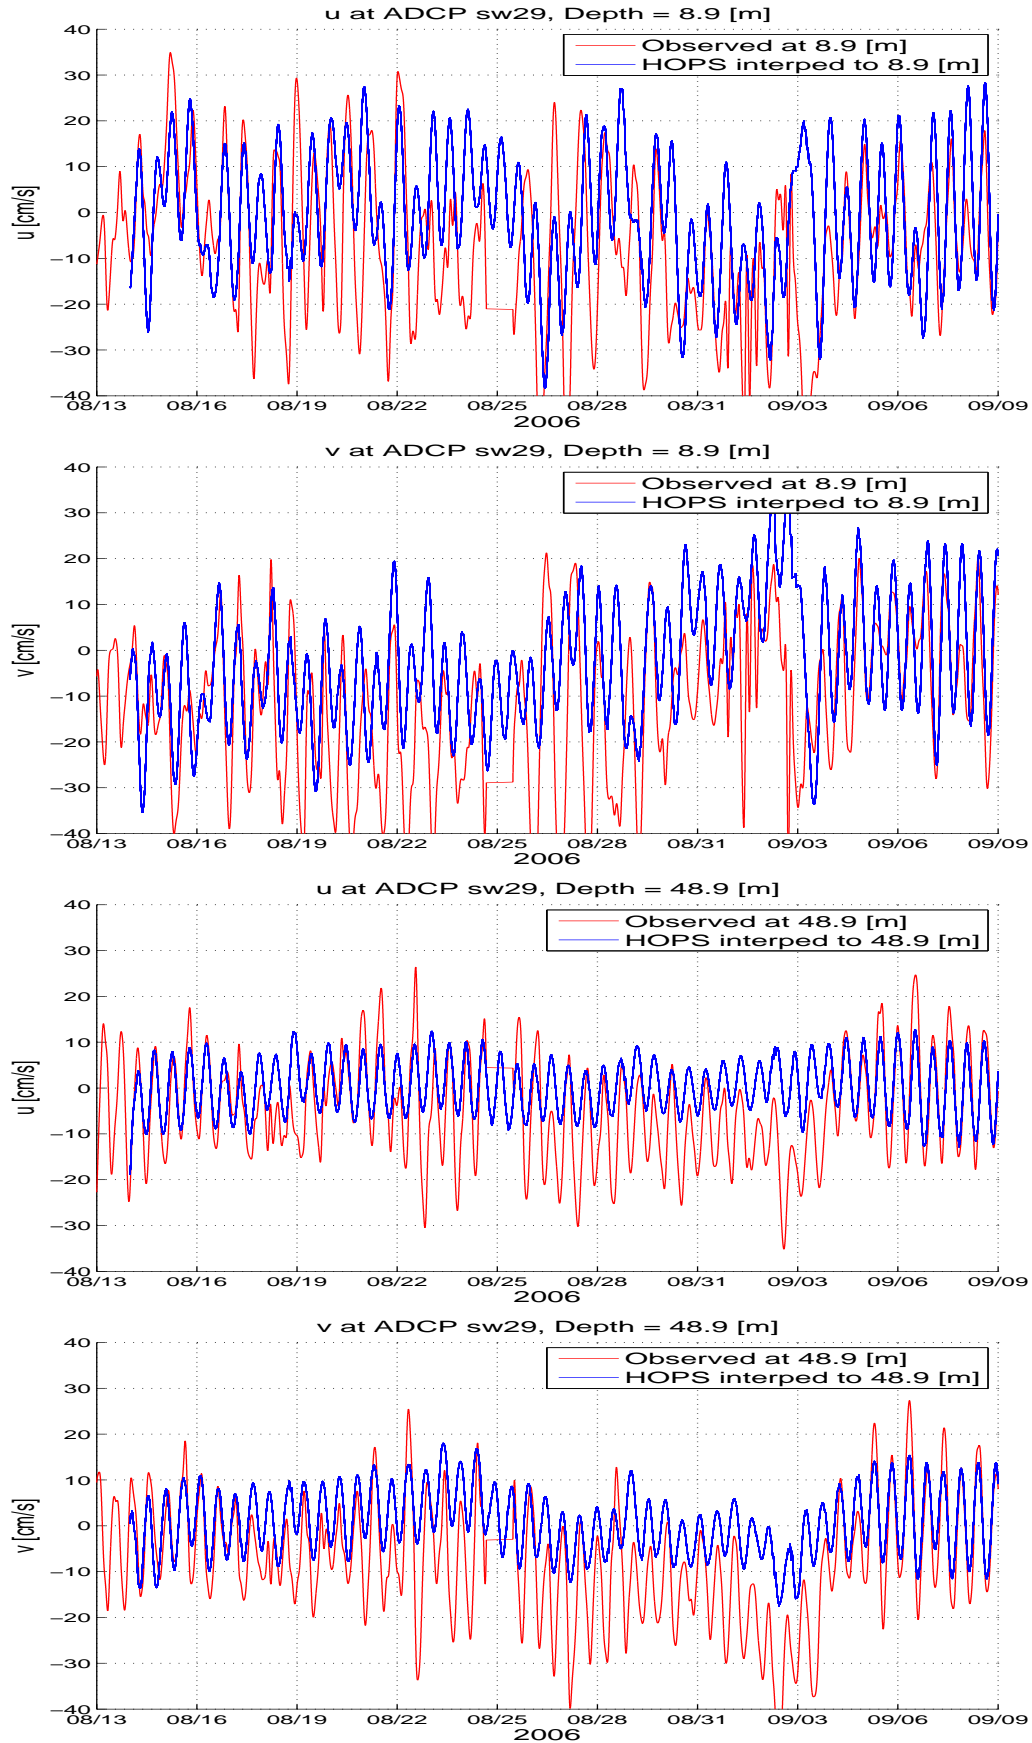 u at ADCP sw29, Depth = 8.9 [m]
40
30
20
10
0
−10
−20
−30
−40
u [cm/s]
Observed at 8.9 [m]
HOPS interped to 8.9 [m]
08/13 08/16 08/19 08/22 08/25 08/28 08/31 09/03 09/06 09/09
2006
v at ADCP sw29, Depth = 8.9 [m]
40
30
20
10
0
−10
−20
−30
−40
v [cm/s]
Observed at 8.9 [m]
HOPS interped to 8.9 [m]
08/13 08/16 08/19 08/22 08/25 08/28 08/31 09/03 09/06 09/09
2006
u at ADCP sw29, Depth = 48.9 [m]
40
30
20
10
0
−10
−20
−30
−40
u [cm/s]
Observed at 48.9 [m]
HOPS interped to 48.9 [m]
08/13 08/16 08/19 08/22 08/25 08/28 08/31 09/03 09/06 09/09
2006
v at ADCP sw29, Depth = 48.9 [m]
40
30
20
10
0
−10
−20
−30
−40
v [cm/s]
Observed at 48.9 [m]
HOPS interped to 48.9 [m]
08/13 08/16 08/19 08/22 08/25 08/28 08/31 09/03 09/06 09/09
2006